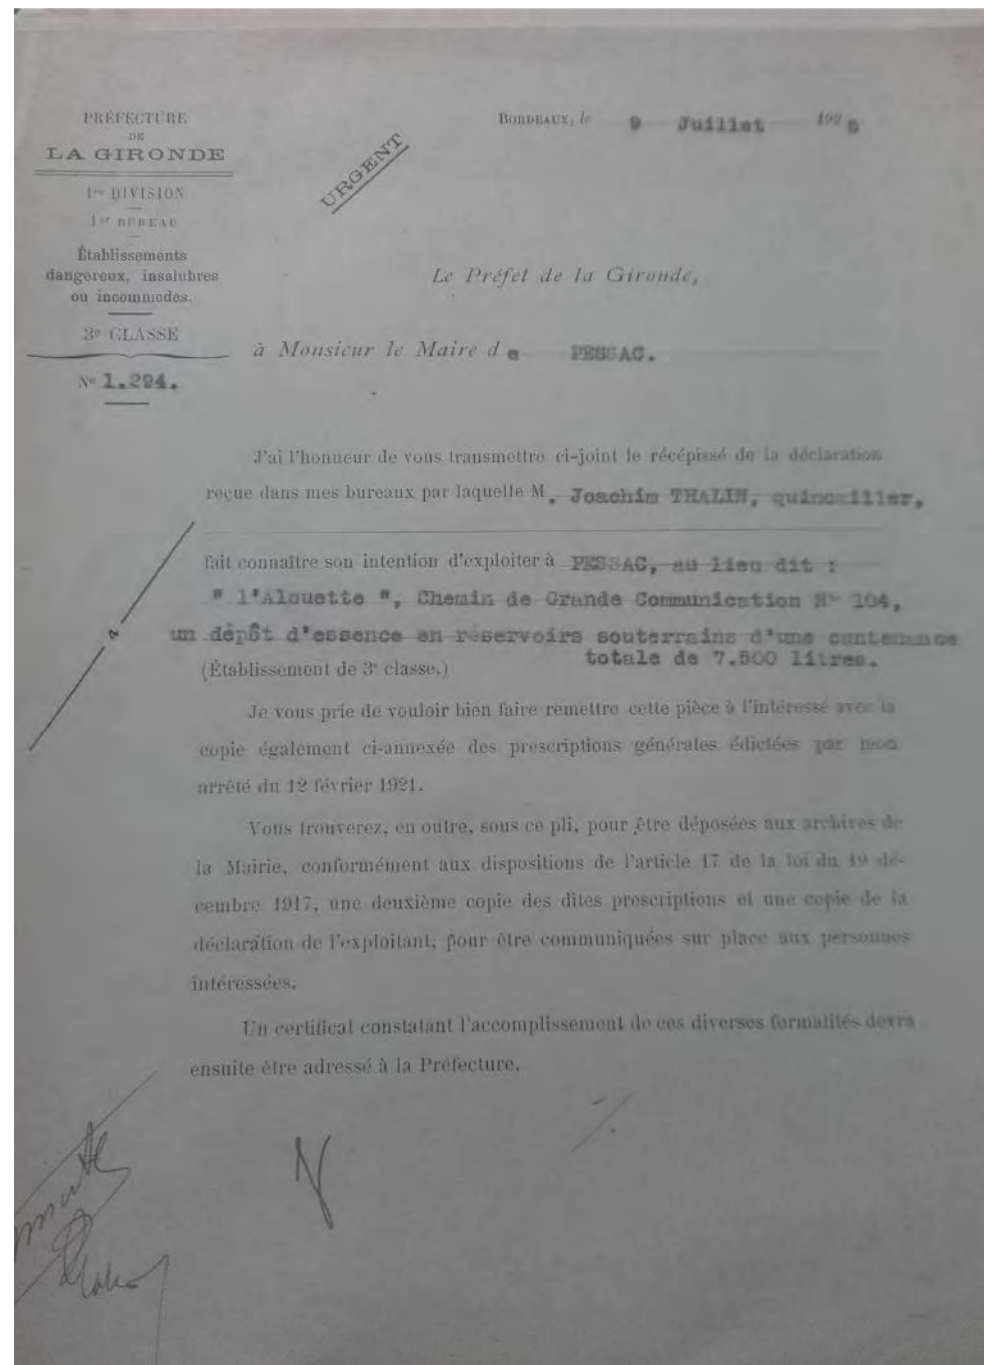 PRÉFECTURE
DE
LA GIRONDE
1re DIVISION
1er BUREAU
Établissements
dangereux, insalubres
ou incommodes.
3e CLASSE
No 1.294.
URGENT
BORDEAUX, le 9 Juillet 192
Le Préfet de la Gironde,
à Monsieur le Maire de PESSAC.
J'ai l'honneur de vous transmettre ci-joint le récépissé de la déclaration
reçue dans mes bureaux par laquelle M. Joachim THALIN, quincailler,
fait connaître son intention d'exploiter à PESSAC, au lieu dit :
" l'Alouette ", Chemin de Grande Communication N° 104,
un dépôt d'essence en réservoirs souterrains d'une contenance
totale de 7.500 litres.
(Établissement de 3e classe.)
Je vous prie de vouloir bien faire remettre cette pièce à l'intéressé avec la
copie également ci-annexée des prescriptions générales édictées par mon
arrêté du 12 février 1921.
Vous trouverez, en outre, sous ce pli, pour être déposées aux archives de
la Mairie, conformément aux dispositions de l'article 17 de la loi du 19 dé-
cembre 1917, une deuxième copie des dites prescriptions et une copie de la
déclaration de l'exploitant, pour être communiquées sur place aux personnes
intéressées.
Un certificat constatant l'accomplissement de ces diverses formalités devra
ensuite être adressé à la Préfecture.